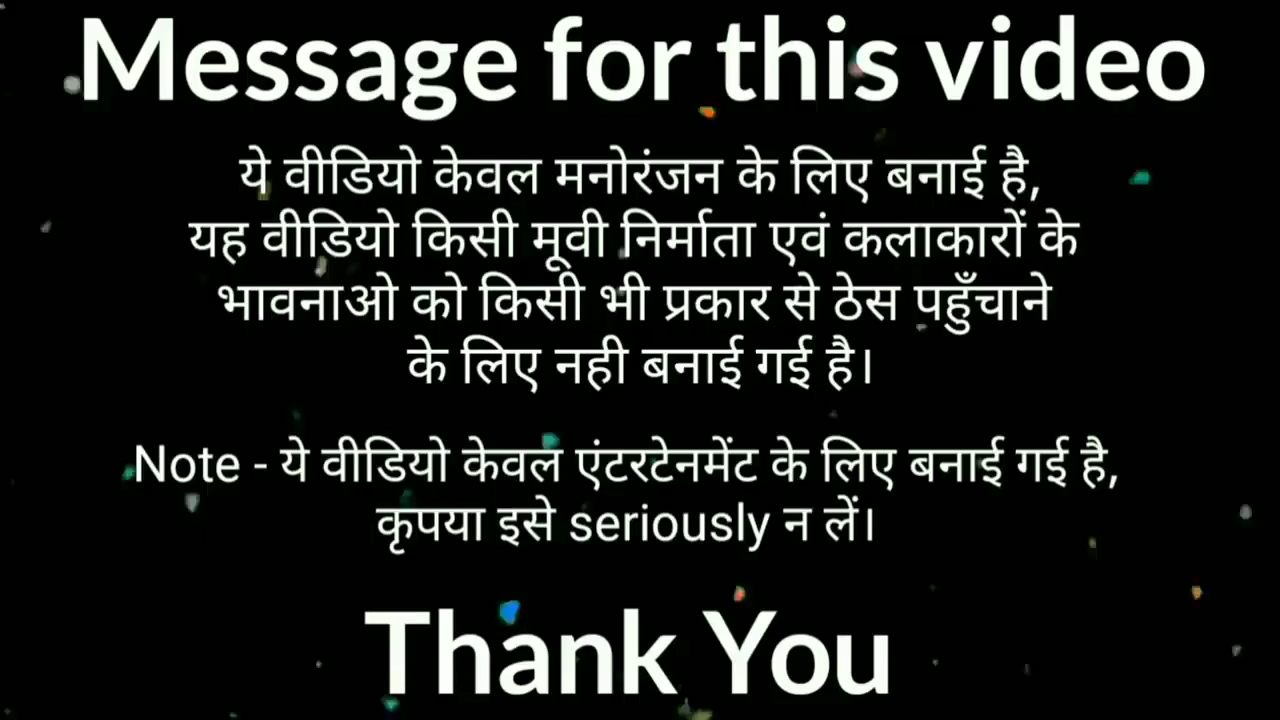 Message for this video
ये वीडियो केवल मनोरंजन के लिए बनाई है,
यह वीडियो किसी मूवी निर्माता एवं कलाकारों के
भावनाओ को किसी भी प्रकार से ठेस पहुँचाने
के लिए नही बनाई गई है।
Note - ये वीडियो केवल एंटरटेनमेंट के लिए बनाई गई है,
कृपया इसे seriously न लें।
Thank You